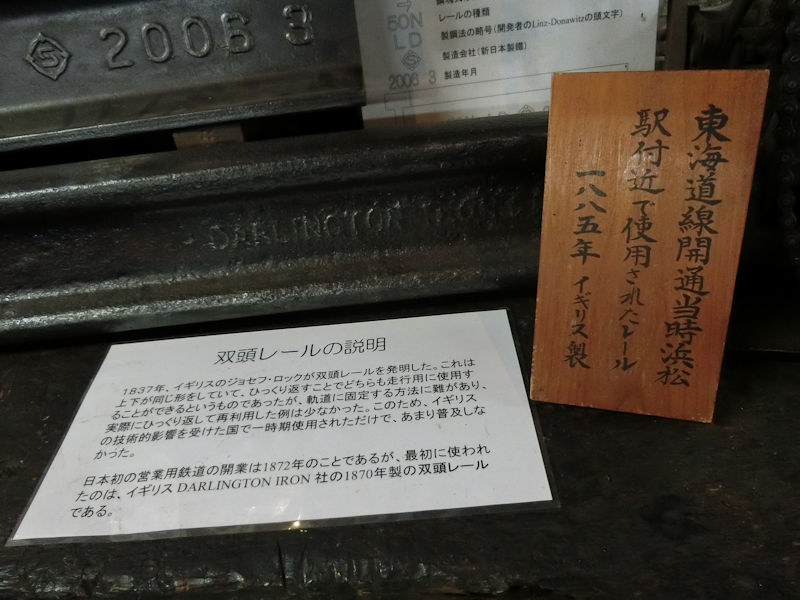 2006 3
50N
LD
2006 3
レールの種類
製鋼法の略号(開発者のLinz-Donawitzの頭文字)
製造会社(新日本製鐵)
製造年月
DARLINGTON IRON
東海道線開通当時浜松
駅付近で使用されたレール
一八八五年 イギリス製
双頭レールの説明
1837年、イギリスのジョセフ・ロックが双頭レールを発明した。これは
上下が同じ形をしていて、ひっくり返すことでどちらも走行用に使用す
ることができるというものであったが、軌道に固定する方法に難があり、
実際にひっくり返して再利用した例は少なかった。このため、イギリス
の技術的影響を受けた国で一時期使用されただけで、あまり普及しな
かった。
日本初の営業用鉄道の開業は1872年のことであるが、最初に使われ
たのは、イギリス DARLINGTON IRON 社の1870年製の双頭レール
である。